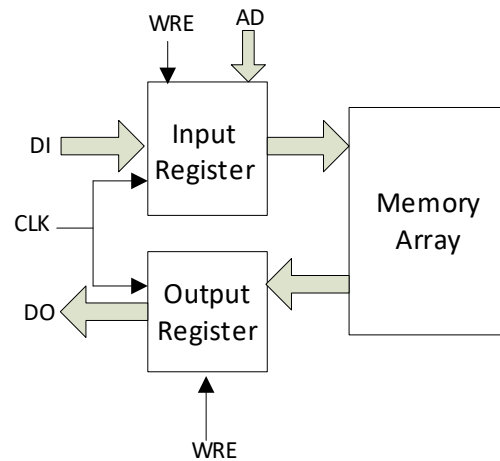 WRE
AD
DI
Input
Register
CLK
Memory
Array
DO
Output
Register
WRE